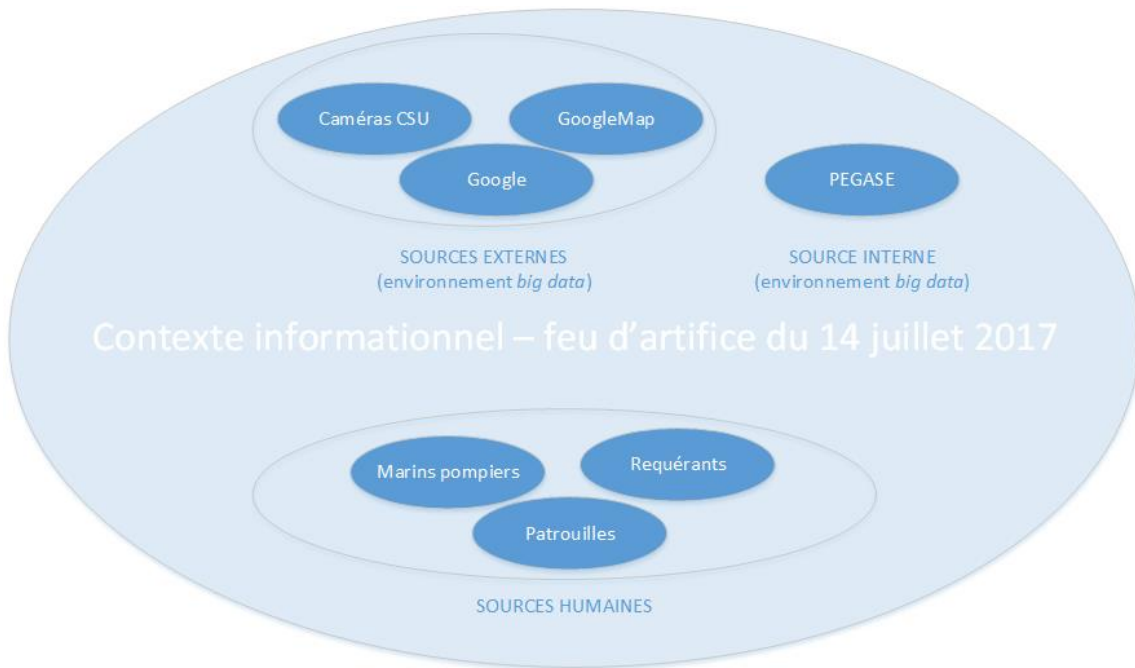 Caméras CSU
GoogleMap
Google
PEGASE
SOURCES EXTERNES
(environnement big data)
SOURCE INTERNE
(environnement big data)
Contexte informationnel – feu d’artifice du 14 juillet 2017
Marins pompiers
Requérants
Patrouilles
SOURCES HUMAINES